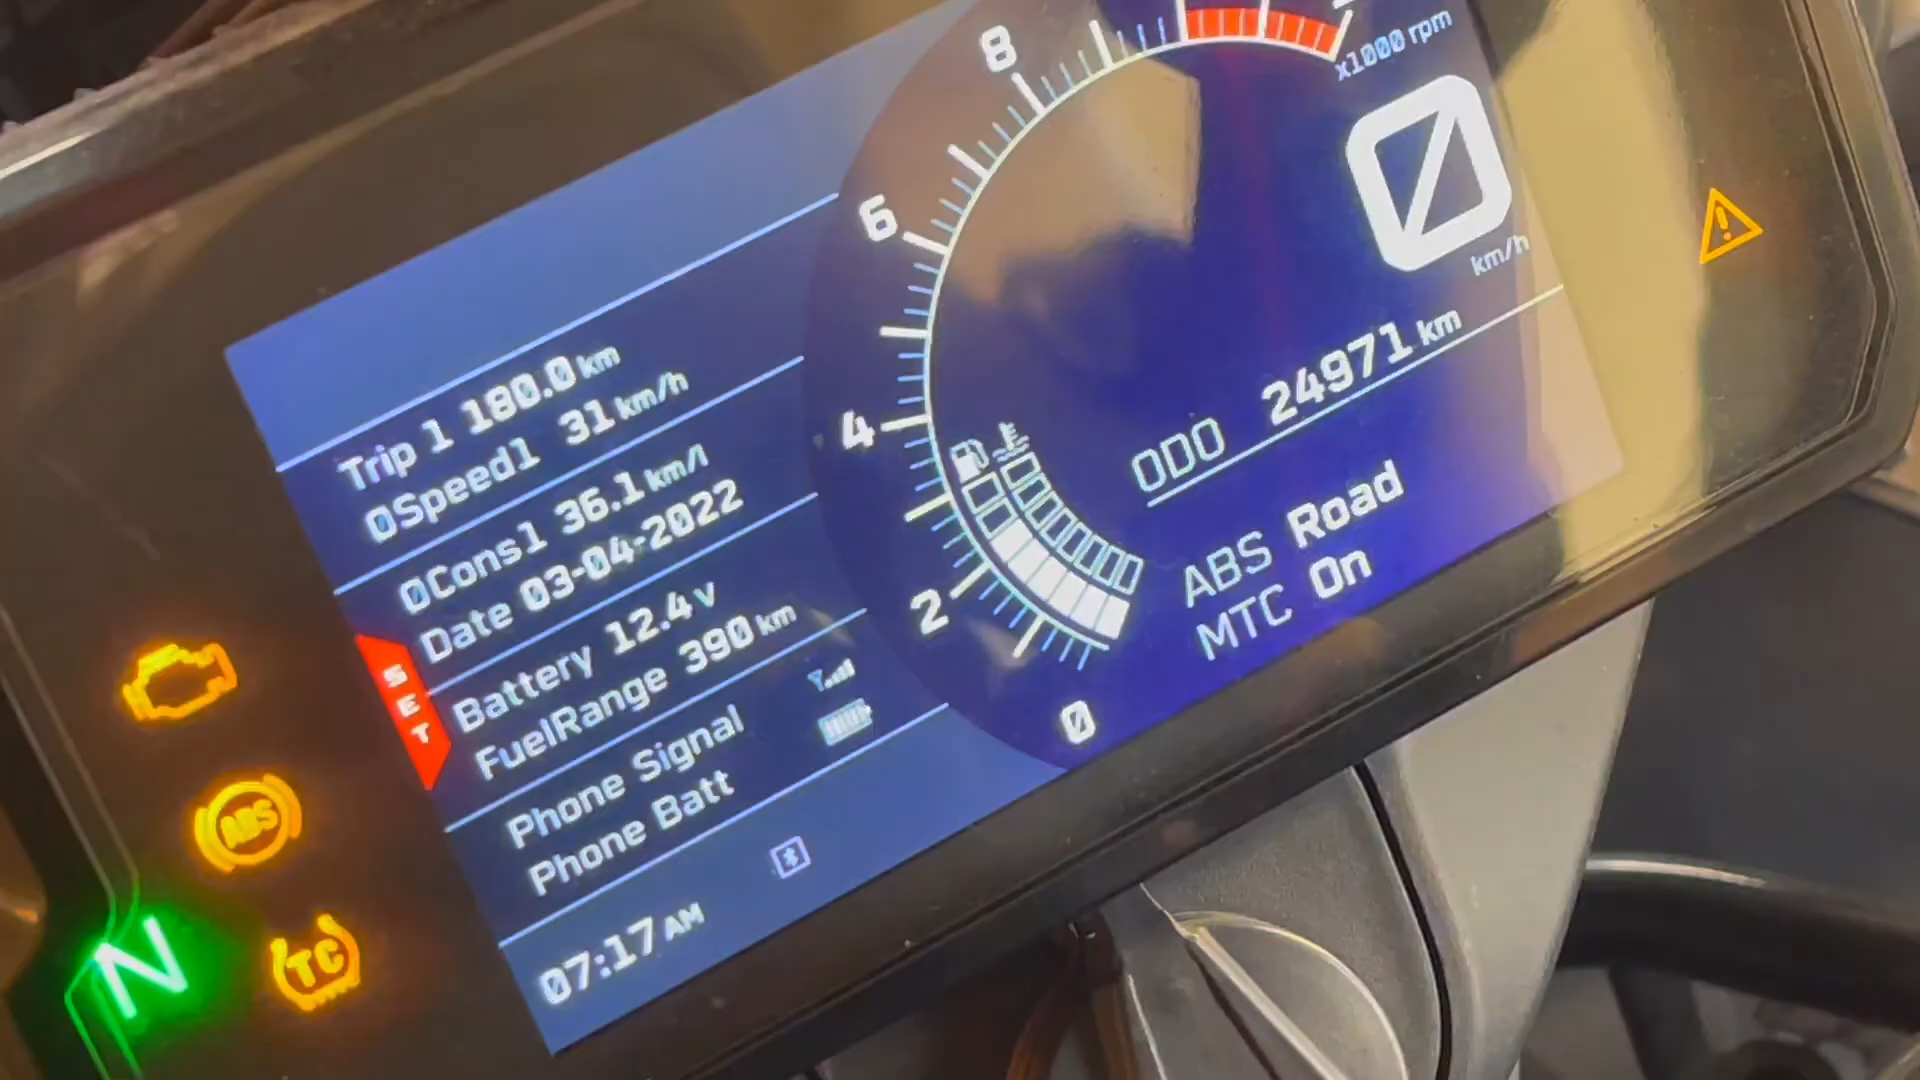 8
x1000 rpm
6
0
km/h
Trip 1 180.0 km
ØSpeed1 31 km/h
ØCons1 36.1 km/l
Date 03-04-2022
Battery 12.4 V
FuelRange 390 km
Phone Signal
Phone Batt
07:17 AM
SET
4
2
0
ODO 24971 km
ABS Road
MTC On
ABS
TC
N